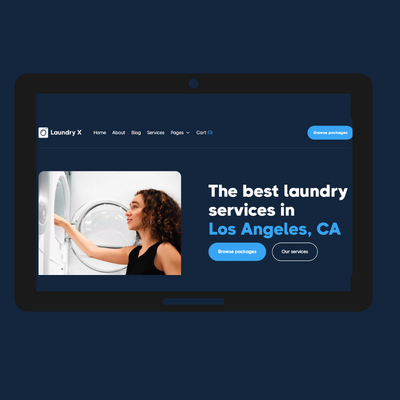 Laundry X Home About Blog Services Pages Cart (3) Browse packages
The best laundry
services in
Los Angeles, CA
Browse packages Our services